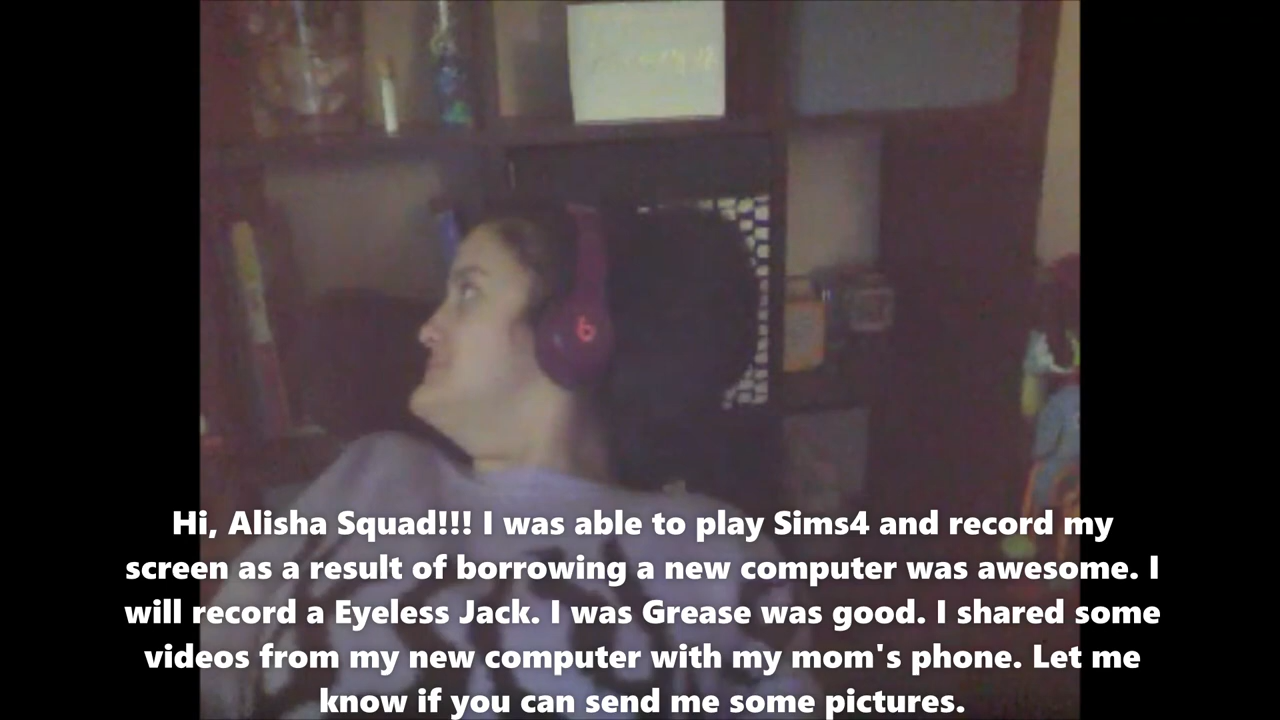 Hi, Alisha Squad!!! I was able to play Sims4 and record my
screen as a result of borrowing a new computer was awesome. I
will record a Eyeless Jack. I was Grease was good. I shared some
videos from my new computer with my mom's phone. Let me
know if you can send me some pictures.